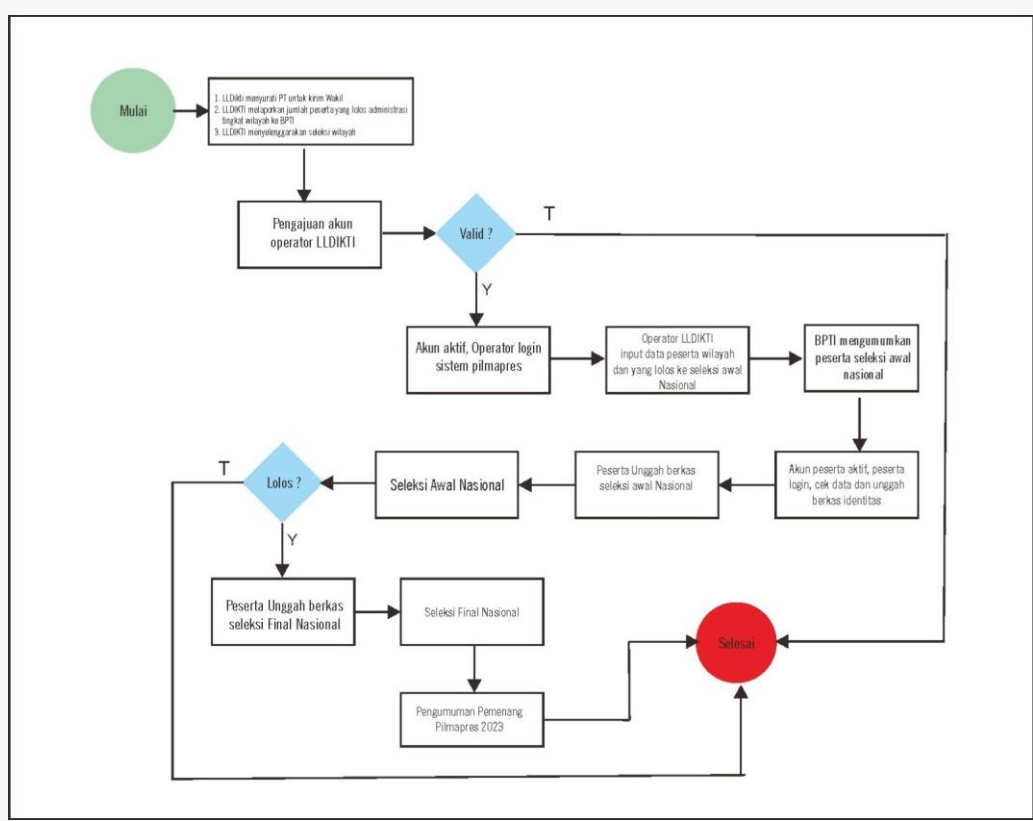 Mulai
1. LLDikti menyurati PT untuk kirim Wakil
2. LLDIKTI melaporkan jumlah peserta yang lolos administrasi
tingkat wilayah ke BPTI
3. LLDIKTI menyelenggarakan seleksi wilayah
Pengajuan akun
operator LLDIKTI
Valid ?
T
Y
Akun aktif, Operator login
sistem pilmapres
Operator LLDIKTI
input data peserta wilayah
dan yang lolos ke seleksi awal
Nasional
BPTI mengumumkan
peserta seleksi awal
nasional
Akun peserta aktif, peserta
login, cek data dan unggah
berkas identitas
Peserta Unggah berkas
seleksi awal Nasional
Seleksi Awal Nasional
Lolos ?
T
Y
Peserta Unggah berkas
seleksi Final Nasional
Seleksi Final Nasional
Pengumuman Pemenang
Pilmapres 2023
Selesai